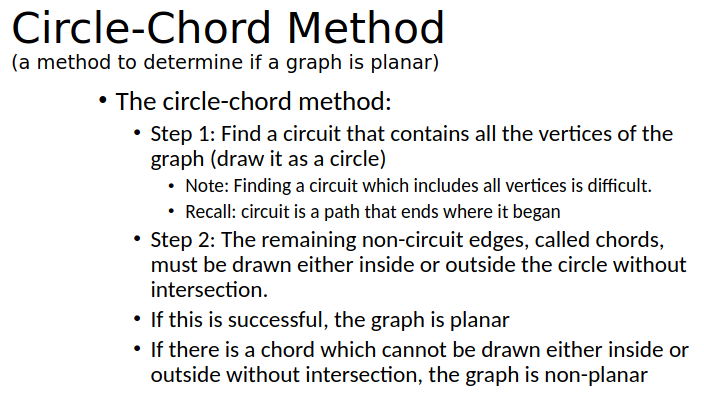 Circle-Chord Method
(a method to determine if a graph is planar)
• The circle-chord method:
• Step 1: Find a circuit that contains all the vertices of the
graph (draw it as a circle)
• Note: Finding a circuit which includes all vertices is difficult.
• Recall: circuit is a path that ends where it began
• Step 2: The remaining non-circuit edges, called chords,
must be drawn either inside or outside the circle without
intersection.
• If this is successful, the graph is planar
• If there is a chord which cannot be drawn either inside or
outside without intersection, the graph is non-planar